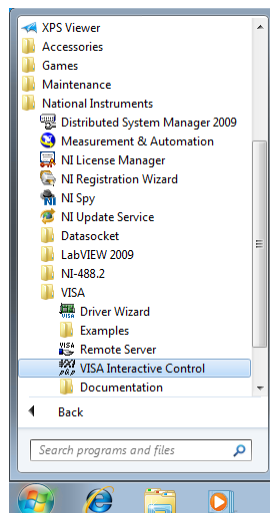 XPS Viewer
Accessories
Games
Maintenance
National Instruments
Distributed System Manager 2009
Measurement & Automation
NI License Manager
NI Registration Wizard
NI Spy
NI Update Service
Datasocket
LabVIEW 2009
NI-488.2
VISA
Driver Wizard
Examples
Remote Server
VISA Interactive Control
Documentation
Back
Search programs and files